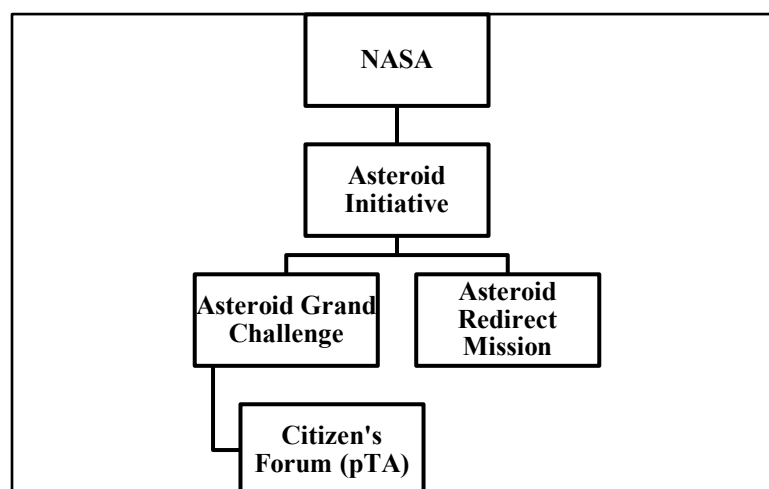 NASA
Asteroid
Initiative
Asteroid Grand
Challenge
Asteroid
Redirect
Mission
Citizen's
Forum (pTA)